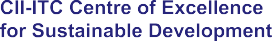 CII-ITC Centre of Excellence
for Sustainable Development